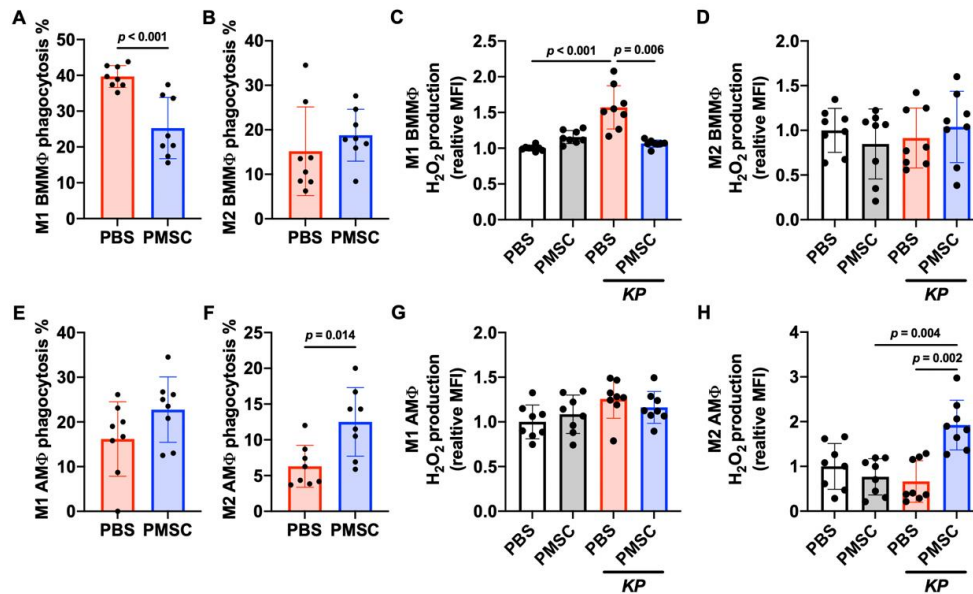 A
M1 BMMΦ phagocytosis %
50
40
30
20
10
0
p < 0.001
PBS
PMSC
B
M2 BMMΦ phagocytosis %
40
30
20
10
0
PBS
PMSC
C
M1 BMMΦ
H₂O₂ production
(realtive MFI)
2.5
2.0
1.5
1.0
0.5
0.0
p < 0.001
p = 0.006
PBS
PMSC
PBS
PMSC
KP
D
M2 BMMΦ
H₂O₂ production
(realtive MFI)
2.0
1.5
1.0
0.5
0.0
PBS
PMSC
PBS
PMSC
KP
E
M1 AMΦ phagocytosis %
40
30
20
10
0
PBS
PMSC
F
M2 AMΦ phagocytosis %
25
20
15
10
5
0
p = 0.014
PBS
PMSC
G
M1 AMΦ
H₂O₂ production
(realtive MFI)
2.0
1.5
1.0
0.5
0.0
PBS
PMSC
PBS
PMSC
KP
H
M2 AMΦ
H₂O₂ production
(realtive MFI)
4
3
2
1
0
p = 0.004
p = 0.002
PBS
PMSC
PBS
PMSC
KP